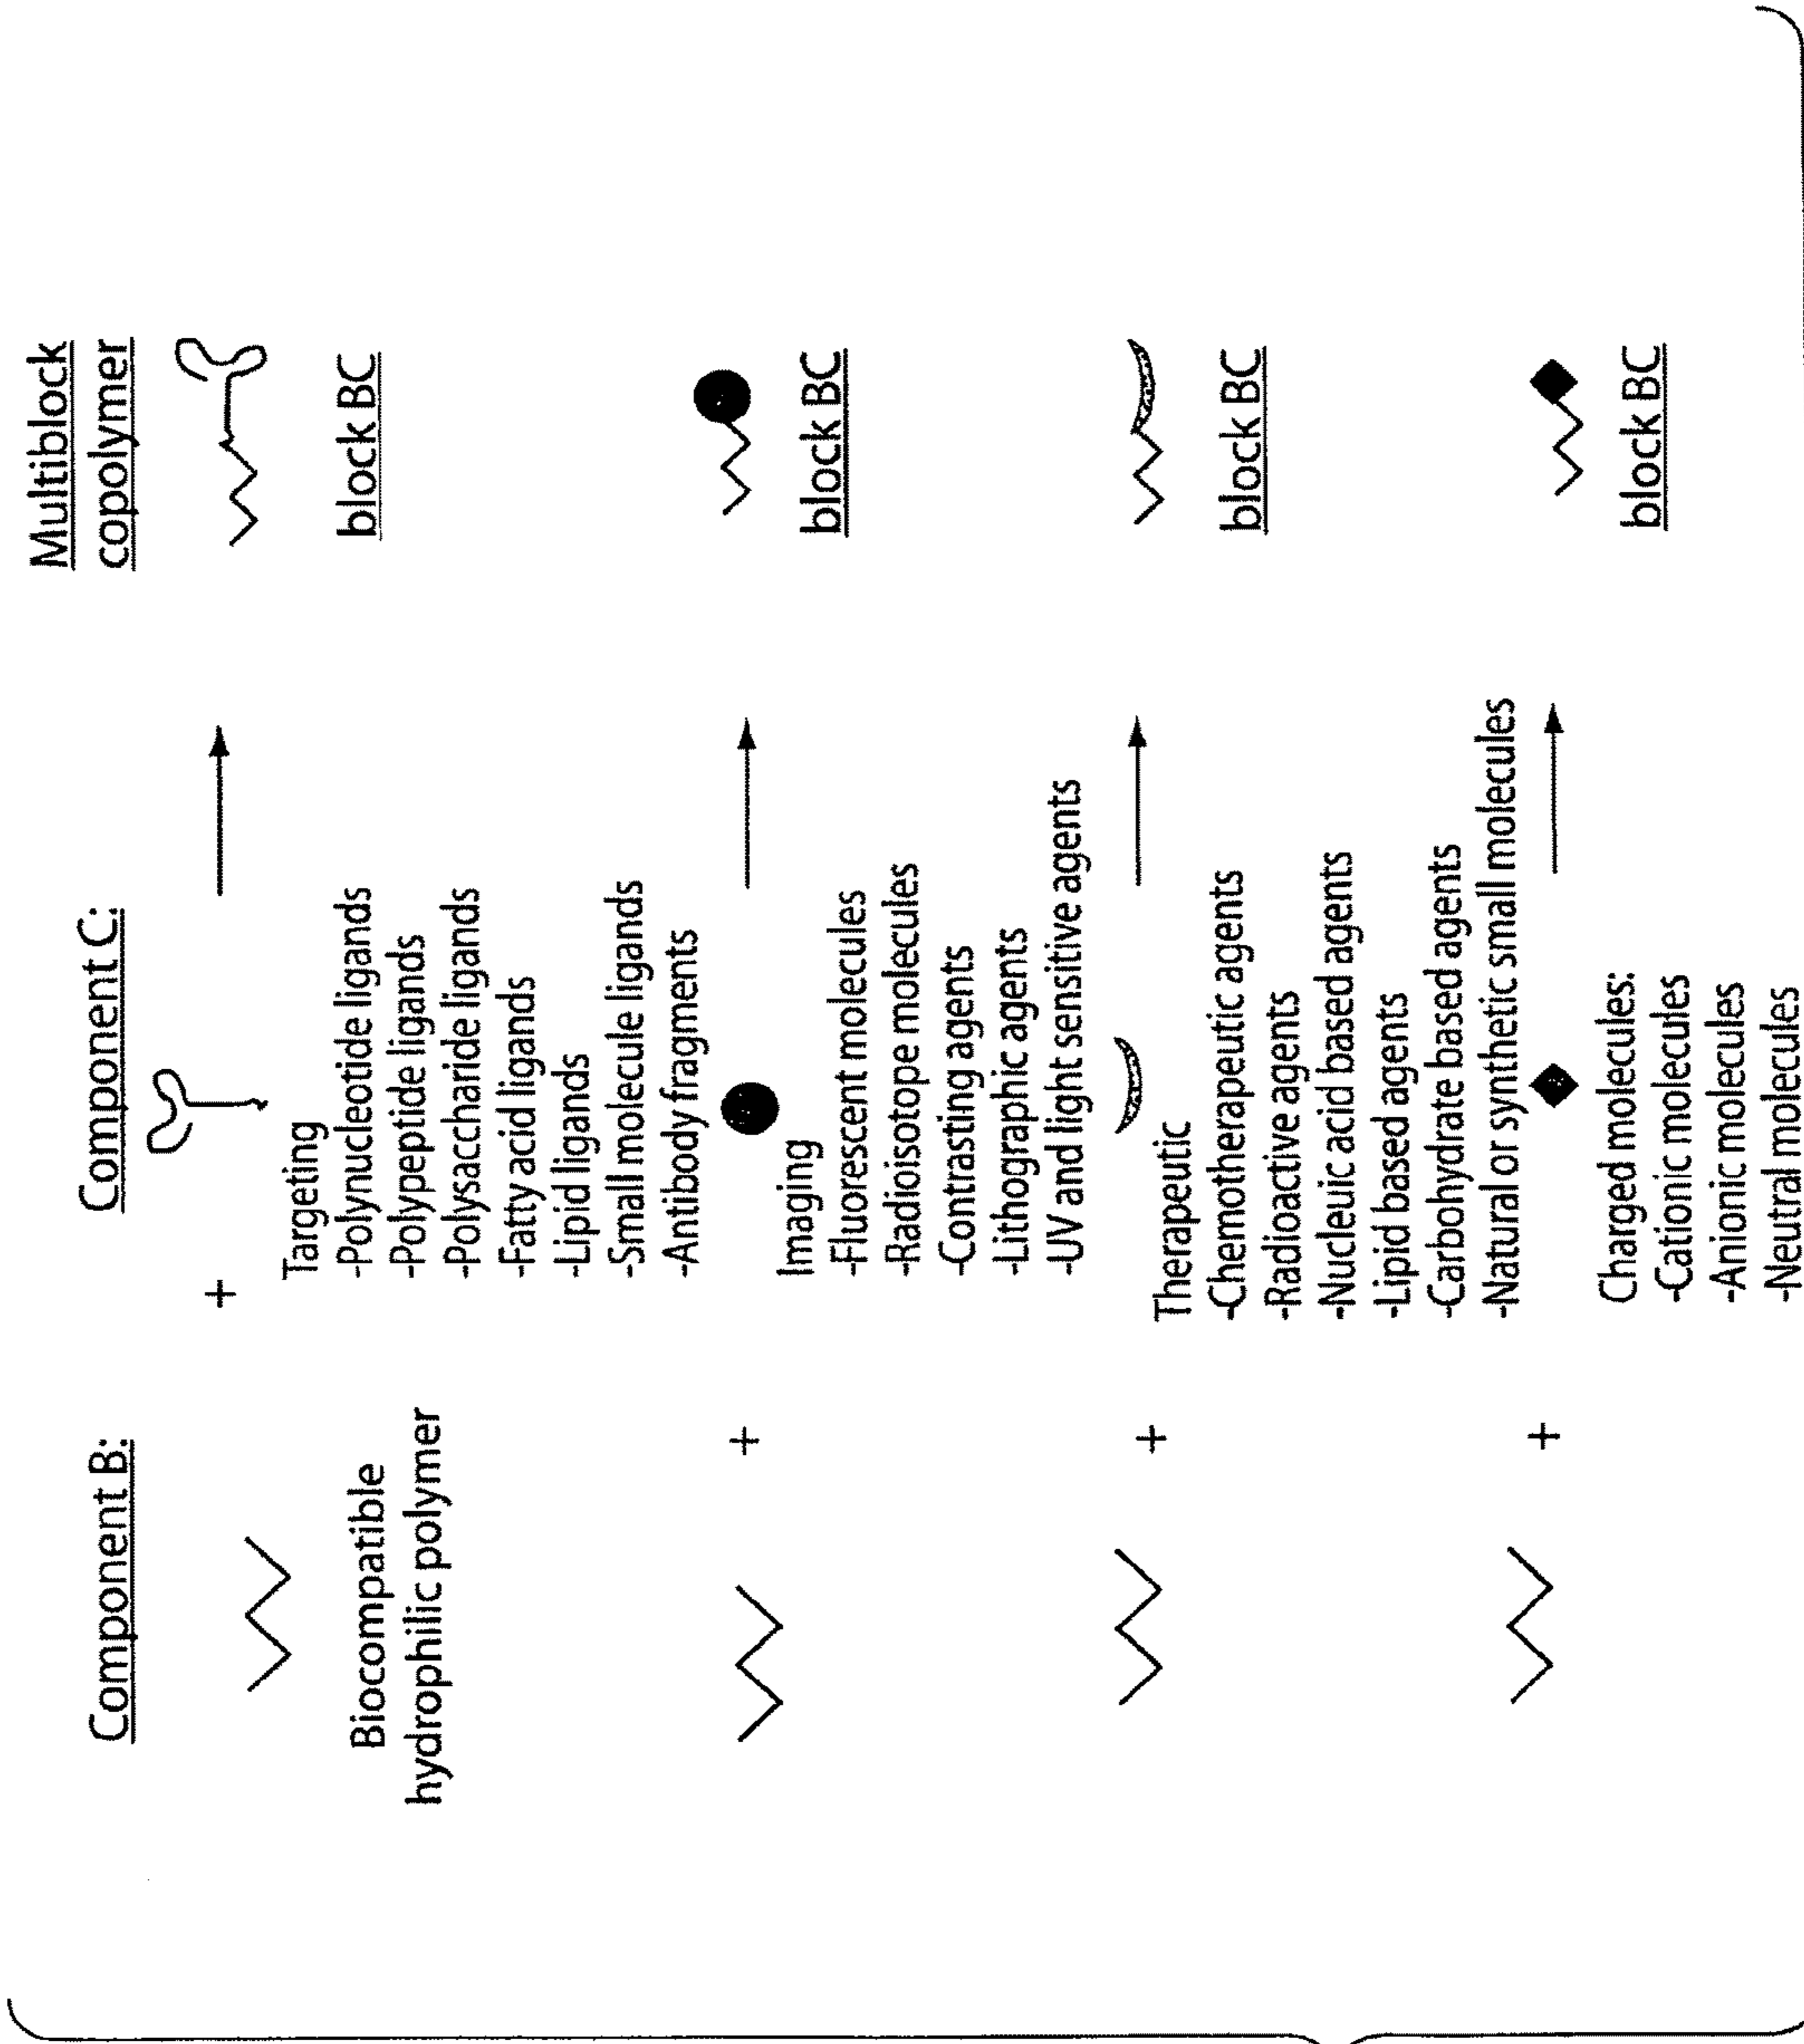 Component B:
Component C:
Multiblock
copolymer
+
Biocompatible
hydrophilic polymer
Targeting
-Polynucleotide ligands
-Polypeptide ligands
-Polysaccharide ligands
-Fatty acid ligands
-Lipid ligands
-Small molecule ligands
-Antibody fragments
block BC
+
Imaging
-Fluorescent molecules
-Radioisotope molecules
-Contrasting agents
-Lithographic agents
-UV and light sensitive agents
block BC
+
Therapeutic
-Chemotherapeutic agents
-Radioactive agents
-Nucleuic acid based agents
-Lipid based agents
-Carbohydrate based agents
-Natural or synthetic small molecules
block BC
+
Charged molecules:
-Cationic molecules
-Anionic molecules
-Neutral molecules
block BC